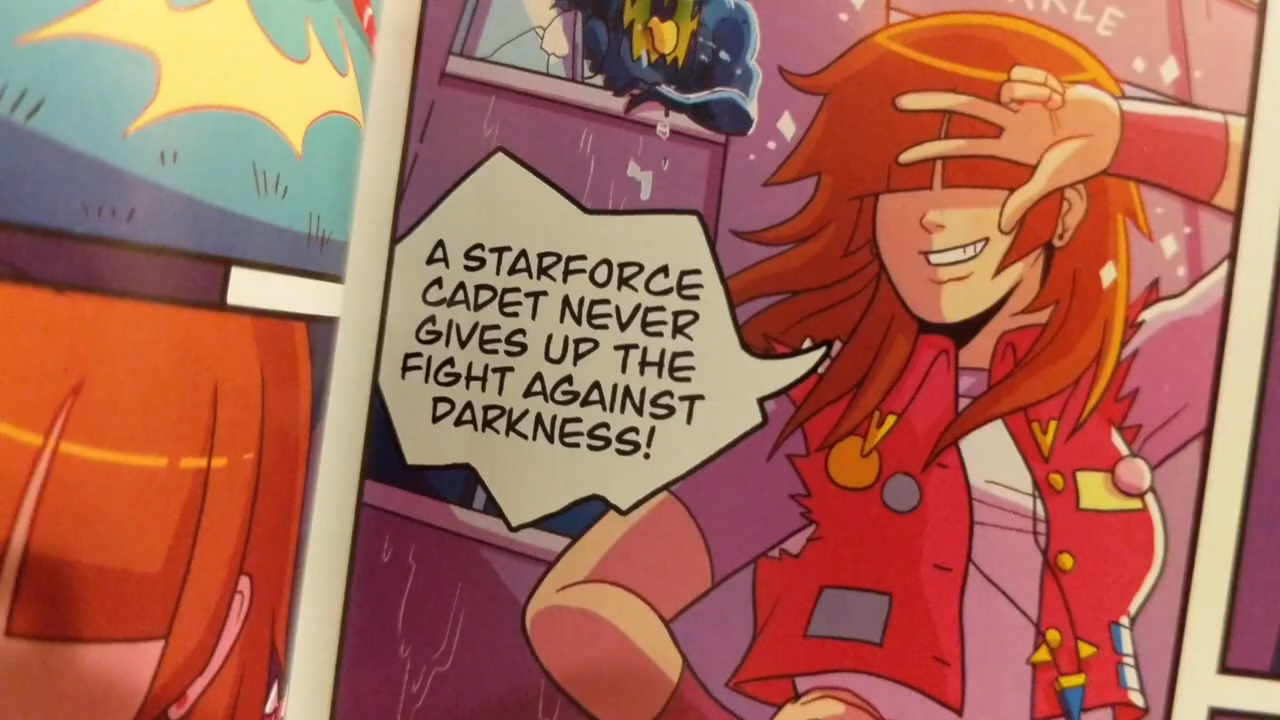 A STARFORCE
CADET NEVER
GIVES UP THE
FIGHT AGAINST
DARKNESS!